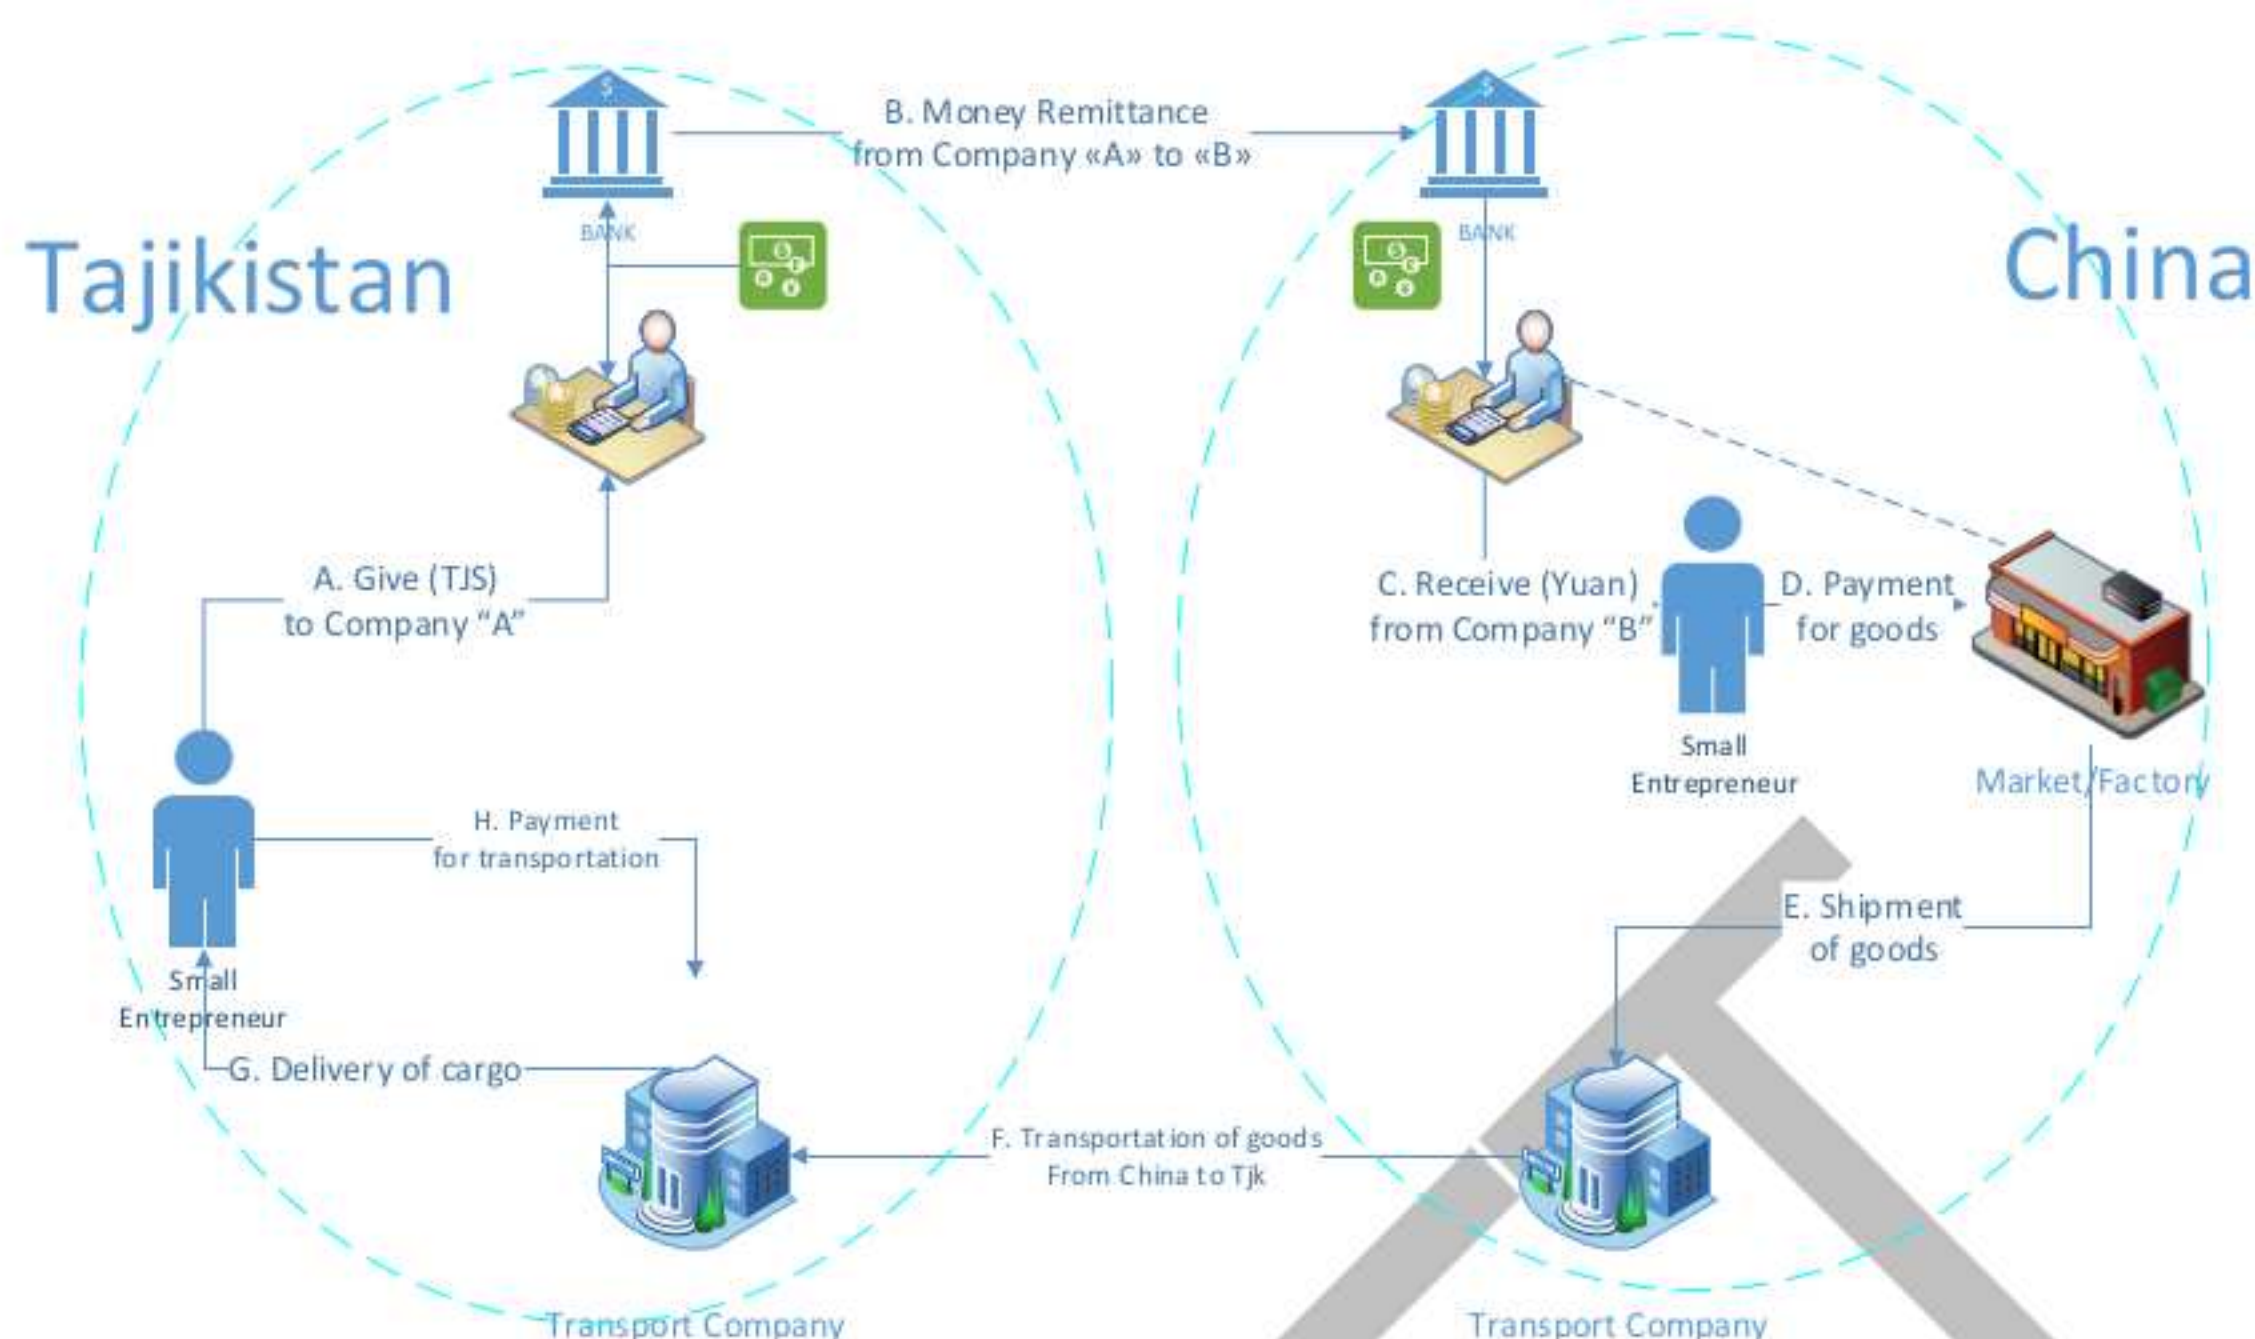 Tajikistan
China
B. Money Remittance
from Company «A» to «B»
BANK
BANK
A. Give (TJS)
to Company “A”
C. Receive (Yuan)
from Company “B”
D. Payment
for goods
Small
Entrepreneur
Market/Factory
H. Payment
for transportation
E. Shipment
of goods
Small
Entrepreneur
G. Delivery of cargo
F. Transportation of goods
From China to Tjk
Transport Company
Transport Company